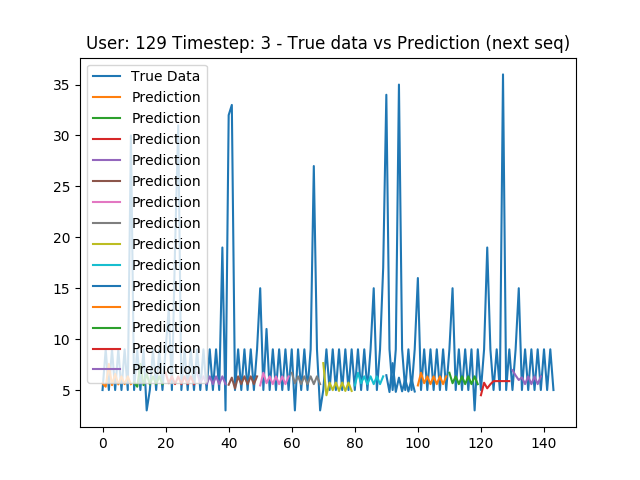 User: 129 Timestep: 3 - True data vs Prediction (next seq)
True Data
Prediction
Prediction
Prediction
Prediction
Prediction
Prediction
Prediction
Prediction
Prediction
Prediction
Prediction
Prediction
Prediction
Prediction
35
30
25
20
15
10
5
0 20 40 60 80 100 120 140